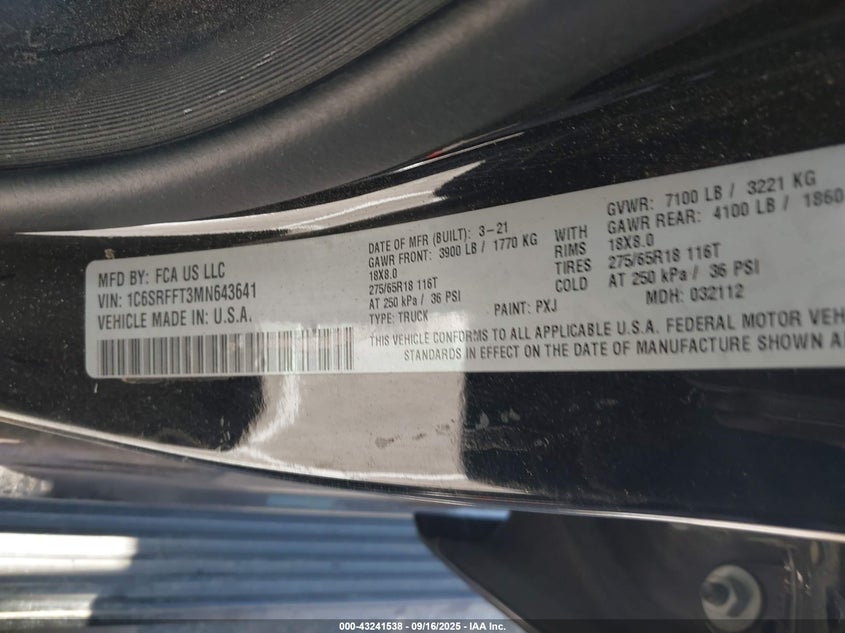 MFD BY: FCA US LLC
VIN: 1C6SRFFT3MN643641
VEHICLE MADE IN: U.S.A.
DATE OF MFR (BUILT): 3-21
GAWR FRONT: 3900 LB / 1770 KG
18X8.0
275/65R18 116T
AT 250 kPa / 36 PSI
TYPE: TRUCK
PAINT: PXJ
WITH
RIMS
TIRES
COLD
GVWR: 7100 LB / 3221 KG
GAWR REAR: 4100 LB / 1860
18X8.0
275/65R18 116T
AT 250 kPa / 36 PSI
MDH: 032112
THIS VEHICLE CONFORMS TO ALL APPLICABLE U.S.A. FEDERAL MOTOR VEH
STANDARDS IN EFFECT ON THE DATE OF MANUFACTURE SHOWN A
000-43241538 - 09/16/2025 - IAA Inc.